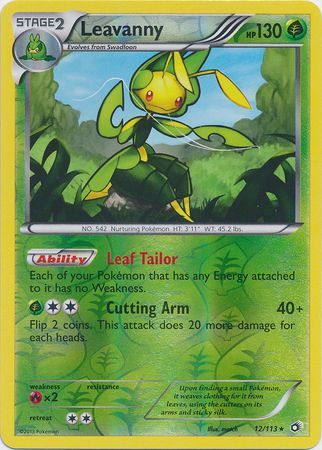 STAGE2
Leavanny
HP130
Evolves from Swadloon
NO. 542 Nurturing Pokémon HT: 3'11" WT: 45.2 lbs.
Ability Leaf Tailor
Each of your Pokémon that has any Energy attached
to it has no Weakness.
Cutting Arm 40+
Flip 2 coins. This attack does 20 more damage for
each heads.
weakness resistance
×2
retreat
Upon finding a small Pokémon,
it weaves clothing for it from
leaves, using the cutters on its
arms and sticky silk.
©2013 Pokémon
Illus. match
12/113★